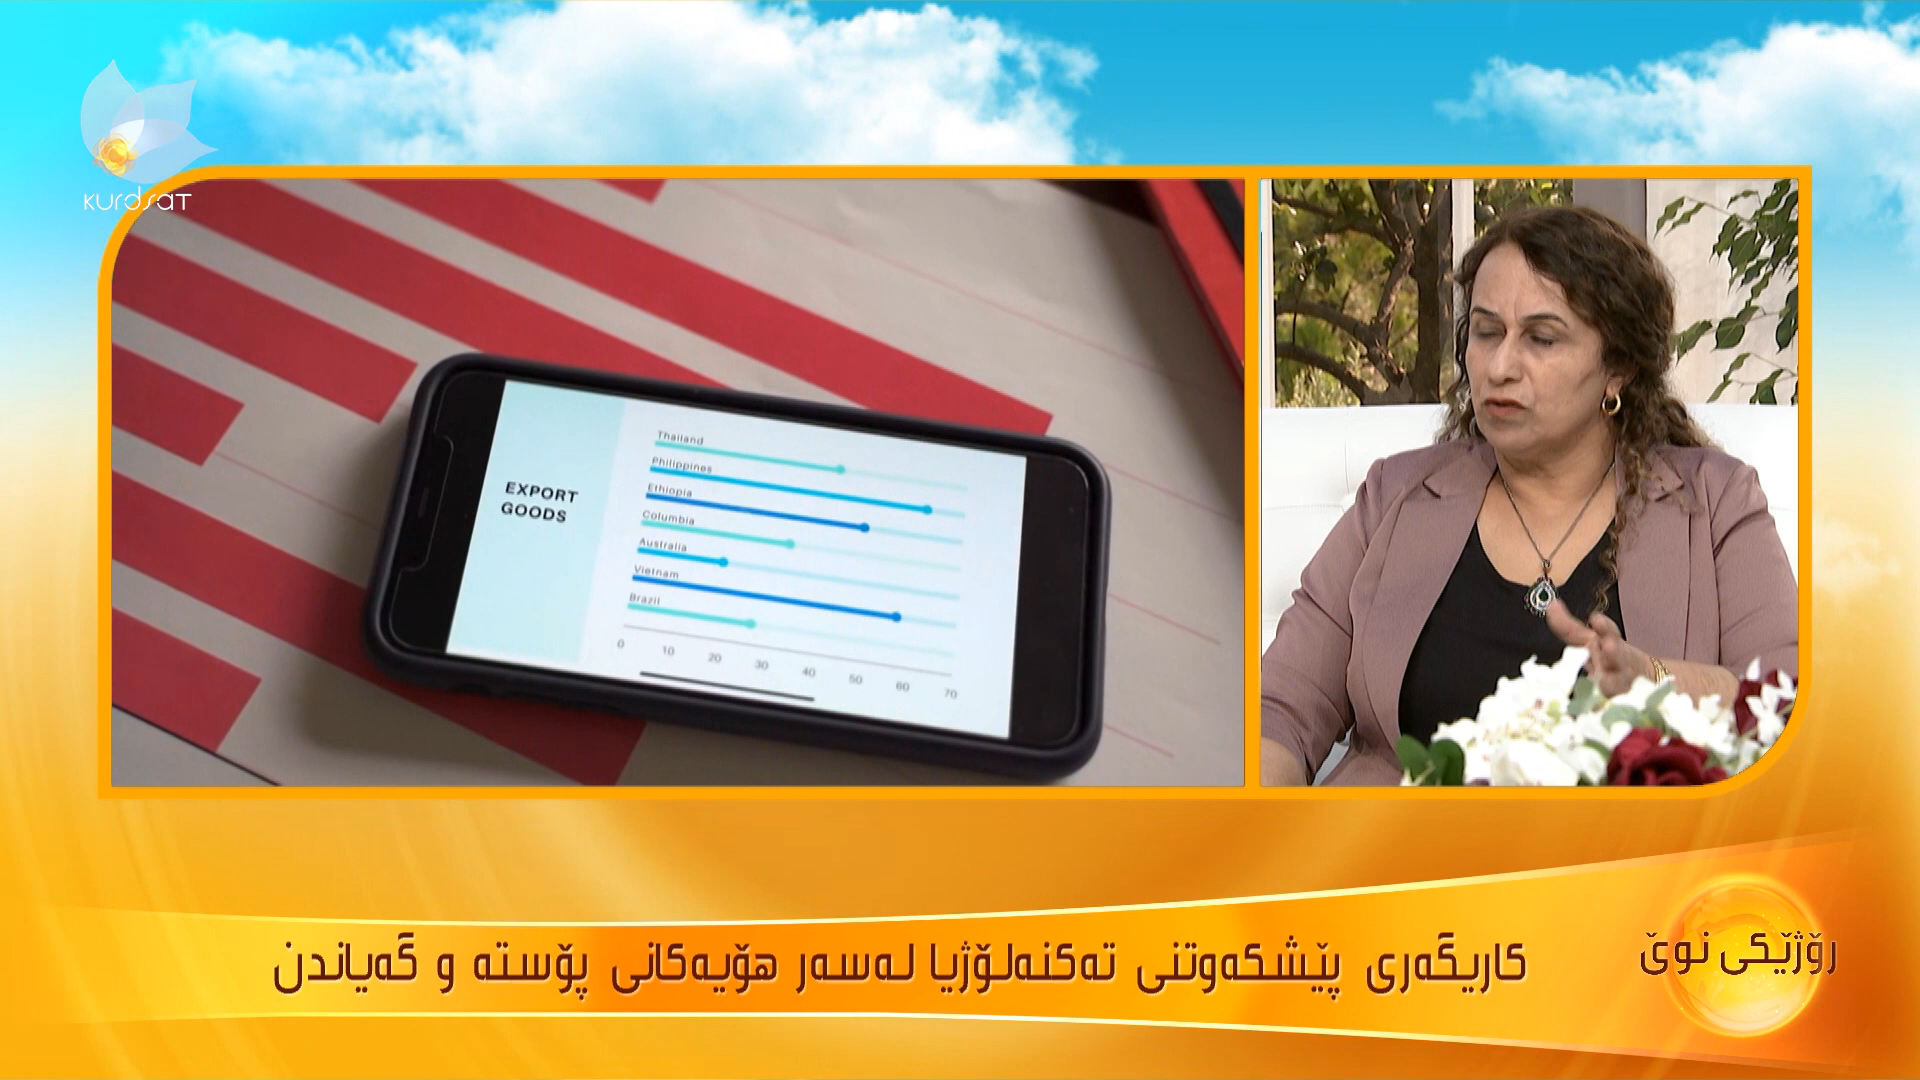 KURDSAT
EXPORT
GOODS
Thailand
Philippines
Ethiopia
Columbia
Australia
Vietnam
Brazil
0 10 20 30 40 50 60 70
رۆژێکی نوێ
کاریگەری پێشکەوتنی تەکنەلۆژیا لەسەر هۆیەکانی پۆستە و گەیاندن